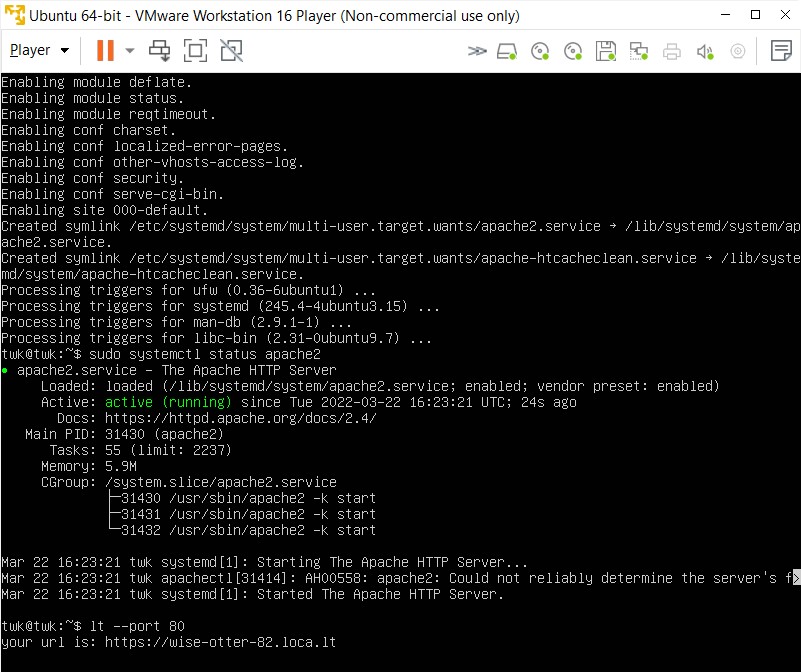 Ubuntu 64-bit - VMware Workstation 16 Player (Non-commercial use only)
Player
Enabling module deflate.
Enabling module status.
Enabling module reqtimeout.
Enabling conf charset.
Enabling conf localized-error-pages.
Enabling conf other-vhosts-access-log.
Enabling conf security.
Enabling conf serve-cgi-bin.
Enabling site 000-default.
Created symlink /etc/systemd/system/multi-user.target.wants/apache2.service → /lib/systemd/system/ap
ache2.service.
Created symlink /etc/systemd/system/multi-user.target.wants/apache-htcacheclean.service → /lib/syste
md/system/apache-htcacheclean.service.
Processing triggers for ufw (0.36-6ubuntu1) ...
Processing triggers for systemd (245.4-4ubuntu3.15) ...
Processing triggers for man-db (2.9.1-1) ...
Processing triggers for libc-bin (2.31-0ubuntu9.7) ...
twk@twk:~$ sudo systemctl status apache2
● apache2.service - The Apache HTTP Server
Loaded: loaded (/lib/systemd/system/apache2.service; enabled; vendor preset: enabled)
Active: active (running) since Tue 2022-03-22 16:23:21 UTC; 24s ago
Docs: https://httpd.apache.org/docs/2.4/
Main PID: 31430 (apache2)
Tasks: 55 (limit: 2237)
Memory: 5.9M
CGroup: /system.slice/apache2.service
├─31430 /usr/sbin/apache2 -k start
├─31431 /usr/sbin/apache2 -k start
└─31432 /usr/sbin/apache2 -k start
Mar 22 16:23:21 twk systemd[1]: Starting The Apache HTTP Server...
Mar 22 16:23:21 twk apachectl[31414]: AH00558: apache2: Could not reliably determine the server's f>
Mar 22 16:23:21 twk systemd[1]: Started The Apache HTTP Server.
twk@twk:~$ lt --port 80
your url is: https://wise-otter-82.loca.lt